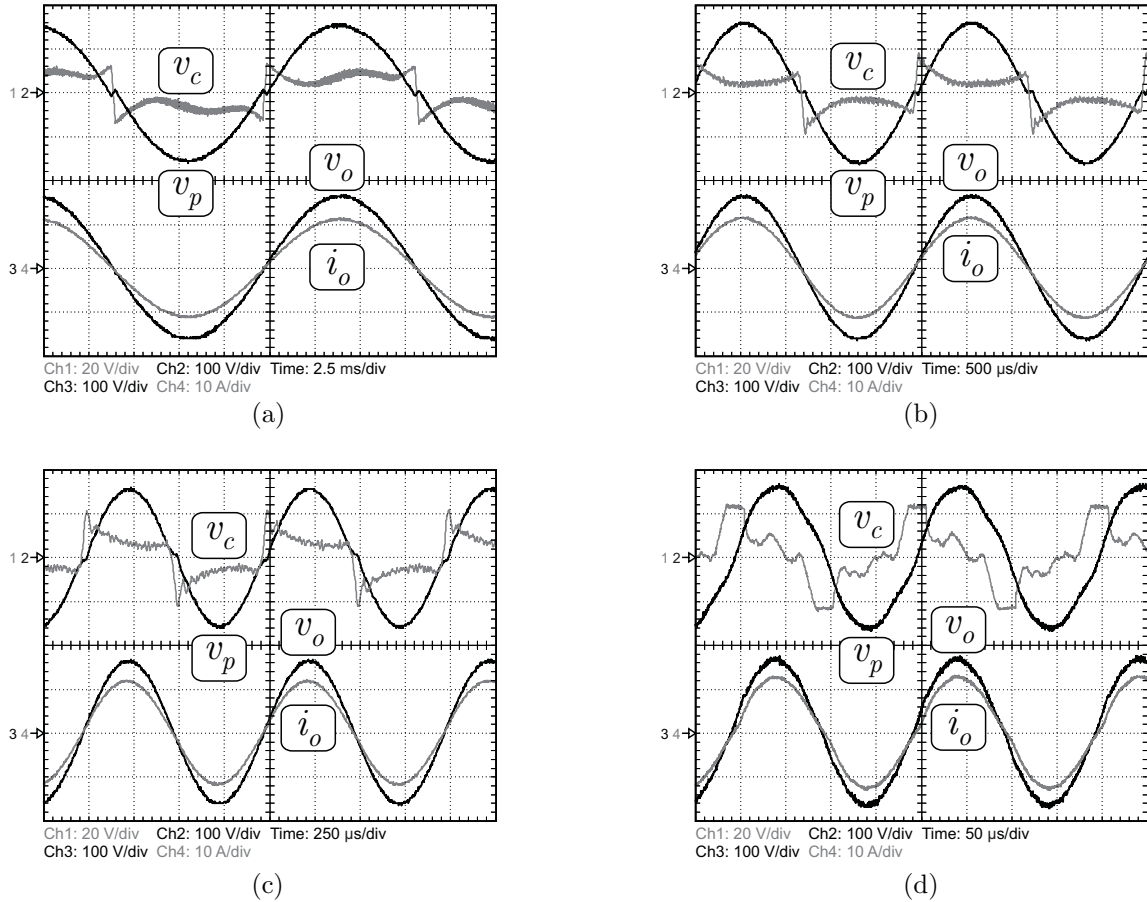 v_c
1 2
v_o
v_p
i_o
3 4
Ch1: 20 V/div Ch2: 100 V/div Time: 2.5 ms/div
Ch3: 100 V/div Ch4: 10 A/div
(a)
v_c
1 2
v_o
v_p
i_o
3 4
Ch1: 20 V/div Ch2: 100 V/div Time: 500 µs/div
Ch3: 100 V/div Ch4: 10 A/div
(b)
v_c
1 2
v_o
v_p
i_o
3 4
Ch1: 20 V/div Ch2: 100 V/div Time: 250 µs/div
Ch3: 100 V/div Ch4: 10 A/div
(c)
v_c
1 2
v_o
v_p
i_o
3 4
Ch1: 20 V/div Ch2: 100 V/div Time: 50 µs/div
Ch3: 100 V/div Ch4: 10 A/div
(d)